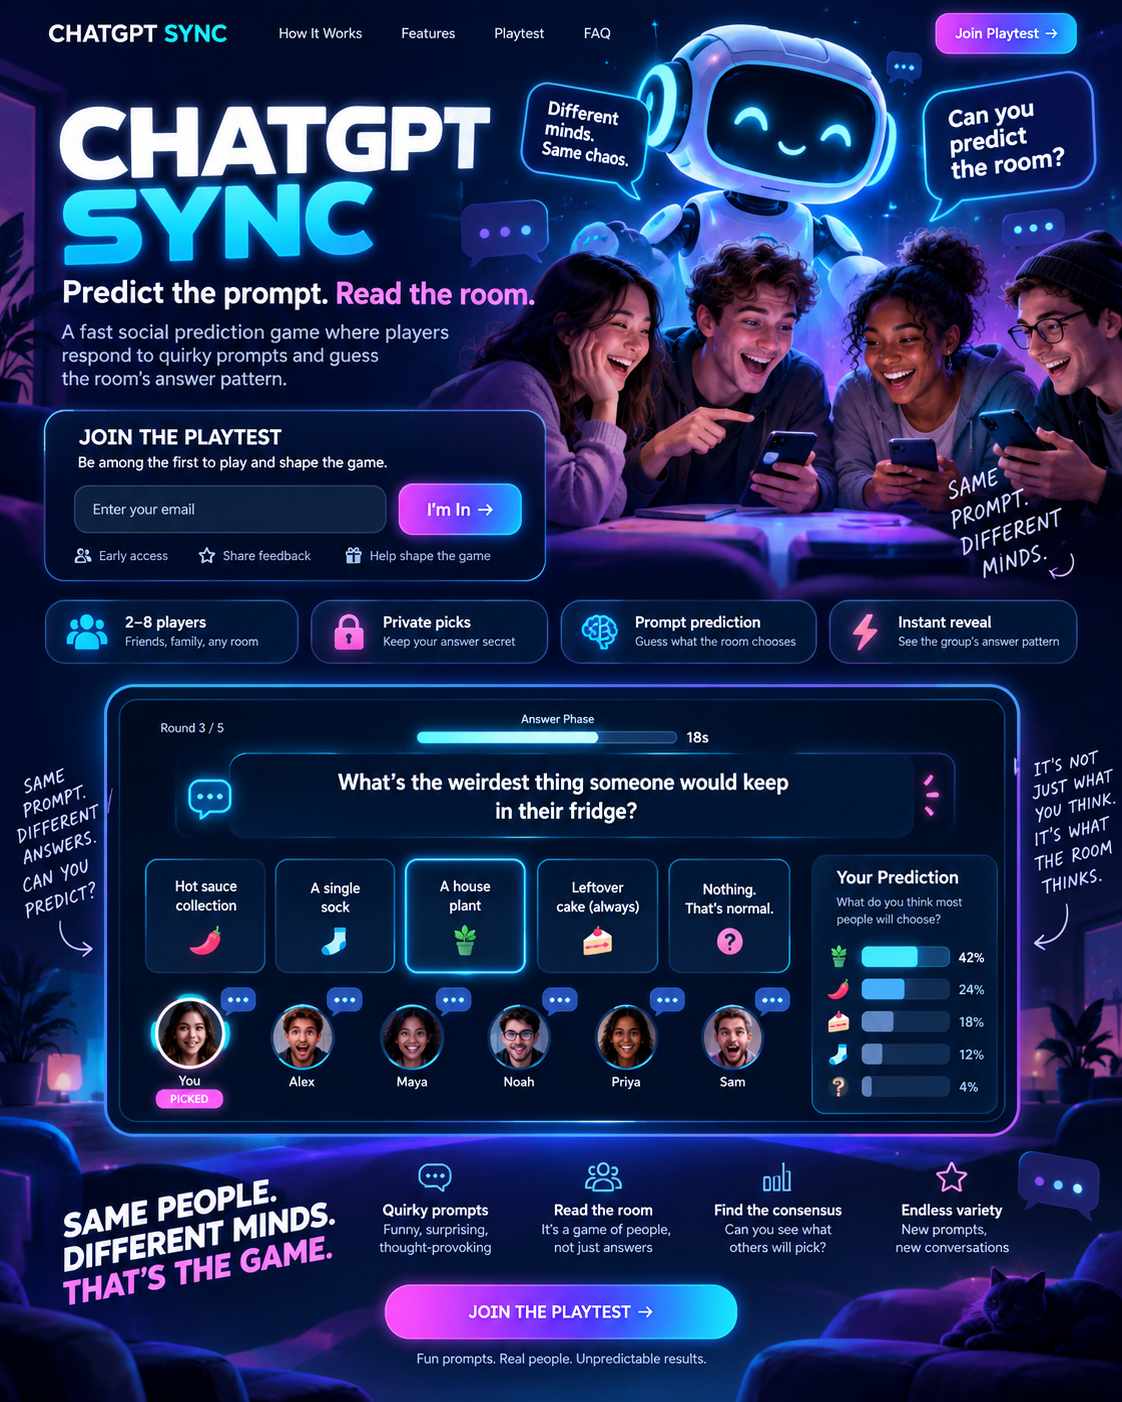 CHATGPT SYNC
How It Works
Features
Playtest
FAQ
Join Playtest →
CHATGPT
SYNC
Predict the prompt. Read the room.
A fast social prediction game where players
respond to quirky prompts and guess
the room's answer pattern.
Different
minds.
Same chaos.
Can you
predict
the room?
JOIN THE PLAYTEST
Be among the first to play and shape the game.
Enter your email
I'm In →
Early access
Share feedback
Help shape the game
SAME
PROMPT.
DIFFERENT
MINDS.
2–8 players
Friends, family, any room
Private picks
Keep your answer secret
Prompt prediction
Guess what the room chooses
Instant reveal
See the group's answer pattern
Round 3 / 5
Answer Phase
18s
What's the weirdest thing someone would keep
in their fridge?
SAME
PROMPT.
DIFFERENT
ANSWERS.
CAN YOU
PREDICT?
IT'S NOT
JUST WHAT
YOU THINK.
IT'S WHAT
THE ROOM
THINKS.
Hot sauce
collection
A single
sock
A house
plant
Leftover
cake (always)
Nothing.
That's normal.
?
Your Prediction
What do you think most
people will choose?
42%
24%
18%
12%
? 4%
You
PICKED
Alex
Maya
Noah
Priya
Sam
SAME PEOPLE.
DIFFERENT MINDS.
THAT'S THE GAME.
Quirky prompts
Funny, surprising,
thought-provoking
Read the room
It's a game of people,
not just answers
Find the consensus
Can you see what
others will pick?
Endless variety
New prompts,
new conversations
JOIN THE PLAYTEST →
Fun prompts. Real people. Unpredictable results.